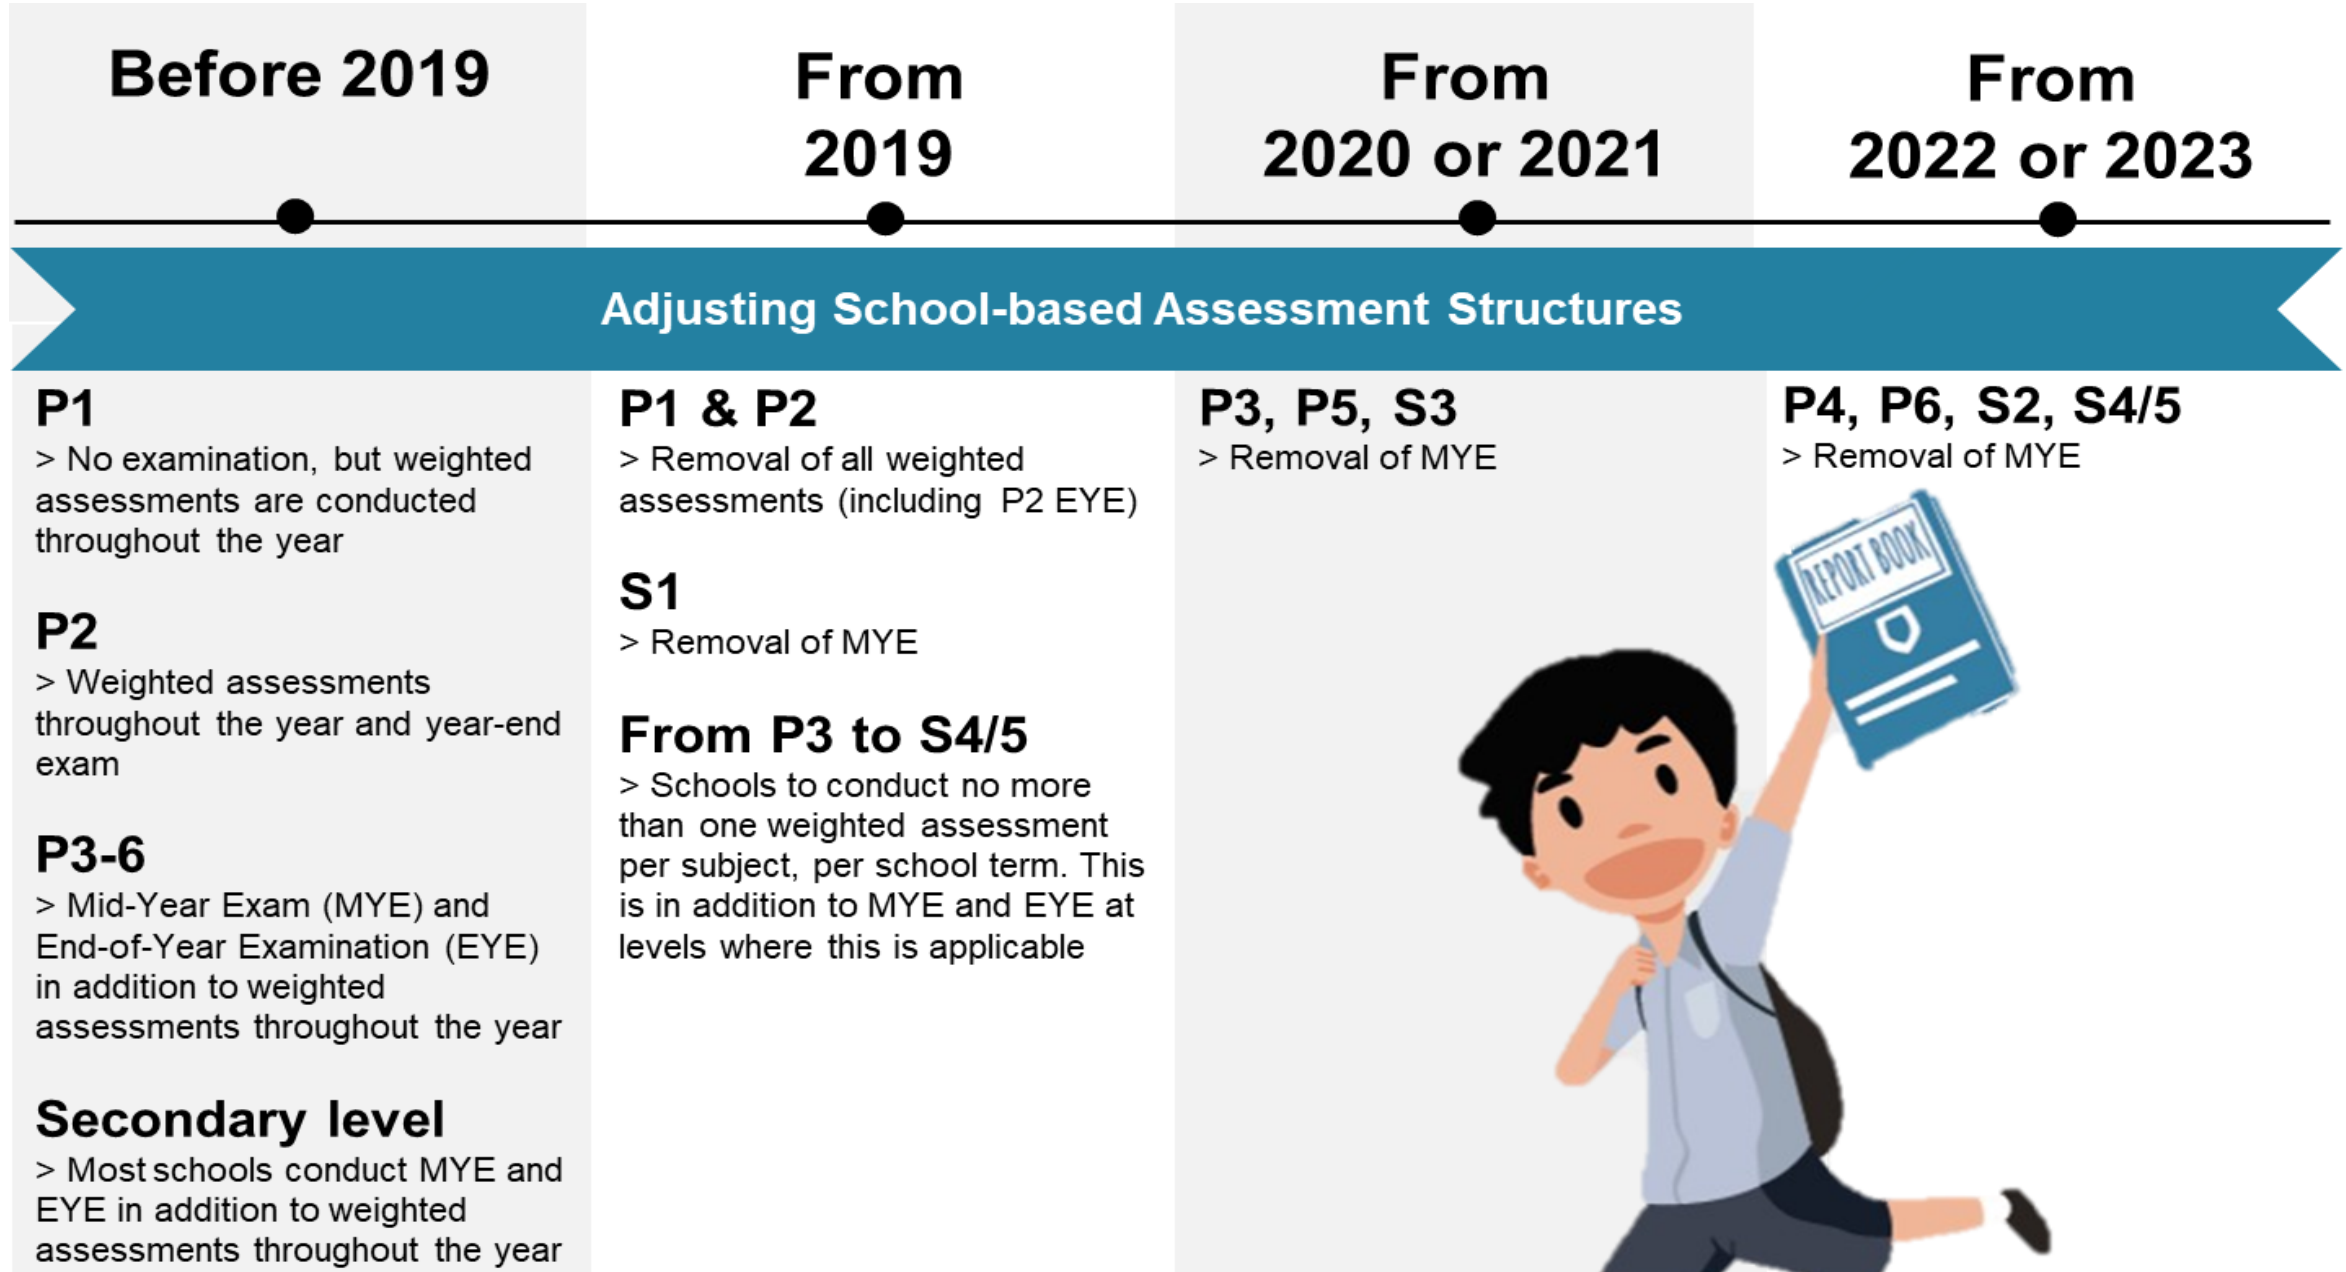 Before 2019
From
2019
From
2020 or 2021
From
2022 or 2023
Adjusting School-based Assessment Structures
P1
> No examination, but weighted
assessments are conducted
throughout the year
P2
> Weighted assessments
throughout the year and year-end
exam
P3-6
> Mid-Year Exam (MYE) and
End-of-Year Examination (EYE)
in addition to weighted
assessments throughout the year
Secondary level
> Most schools conduct MYE and
EYE in addition to weighted
assessments throughout the year
P1 & P2
> Removal of all weighted
assessments (including P2 EYE)
S1
> Removal of MYE
From P3 to S4/5
> Schools to conduct no more
than one weighted assessment
per subject, per school term. This
is in addition to MYE and EYE at
levels where this is applicable
P3, P5, S3
> Removal of MYE
P4, P6, S2, S4/5
> Removal of MYE
REPORT BOOK